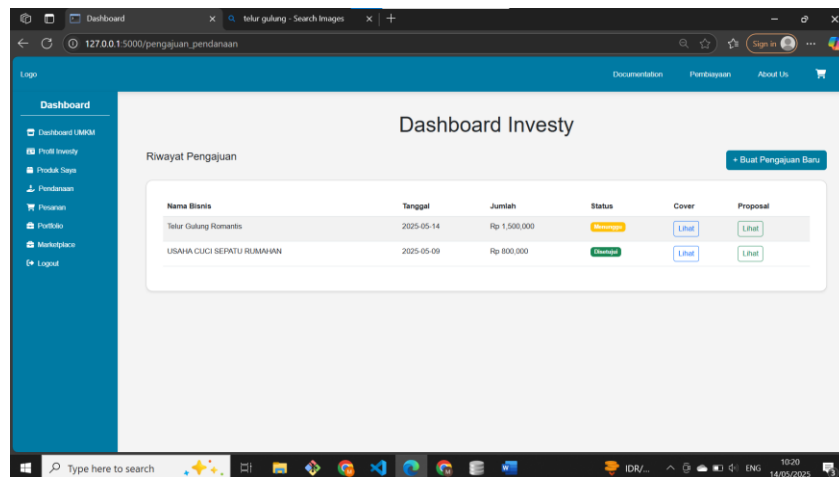 Dashboard
telur gulung - Search Images
127.0.0.1:5000/pengajuan_pendanaan
Sign in
Logo
Documentation Pembiayaan About Us
Dashboard
Dashboard UMKM
Profil Investy
Produk Saya
Pendanaan
Pesanan
Portfolio
Marketplace
Logout
Dashboard Investy
Riwayat Pengajuan
+ Buat Pengajuan Baru
Nama Bisnis Tanggal Jumlah Status Cover Proposal
Telur Gulung Romantis 2025-05-14 Rp 1,500,000 Menunggu Lihat Lihat
USAHA CUCI SEPATU RUMAHAN 2025-05-09 Rp 800,000 Disetujui Lihat Lihat
Type here to search
IDR/...
ENG
10:20
14/05/2025